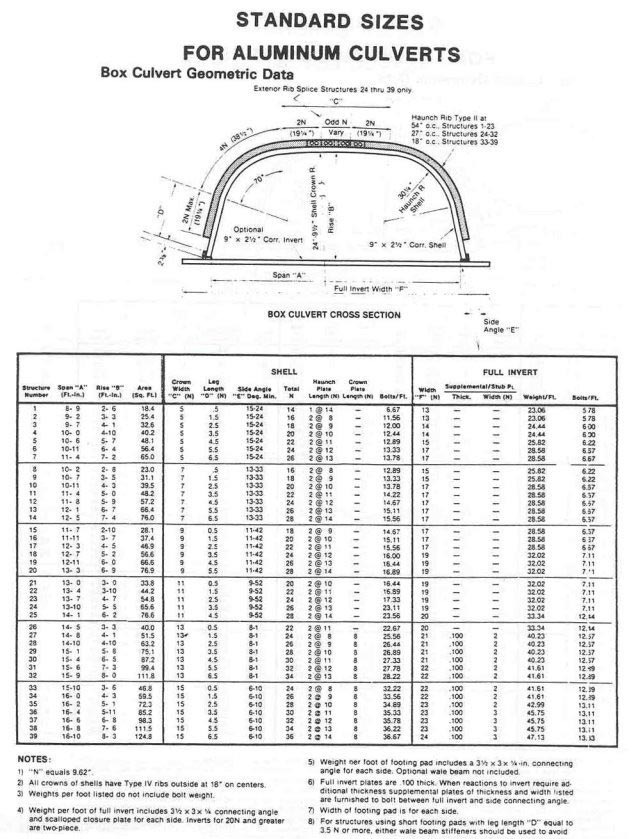 STANDARD SIZES
FOR ALUMINUM CULVERTS
Box Culvert Geometric Data
Exterior Rib Splice Structures 24 thru 39 only
"C"
2N Odd N 2N
(19¼") Vary (19¼")
4N (38½")
Haunch Rib Type II at
54" o.c. Structures 1-23
27" o.c. Structures 24-32
18" o.c. Structures 33-39
"D"
2N Max.
(19¼")
70°
24'-9½" Shell Crown R.
Rise "B"
Haunch R
Shell
Optional
9" x 2½" Corr. Invert
9" x 2½" Corr. Shell
Span "A"
Full Invert Width "F"
BOX CULVERT CROSS SECTION
Side
Angle "E"
SHELL FULL INVERT
Structure Number Span "A" (Ft.-In.) Rise "B" (Ft.-In.) Area (Sq. Ft.) Crown Width "C" (N) Leg Length "D" (N) Side Angle "E" Deg. Min. Total N Haunch Plate Length (N) Crown Plate Length (N) Bolts/Ft. Width "F" (N) Supplemental/Stub Pl. Thick. Width (N) Weight/Ft. Bolts/Ft.
1 8- 9 2- 6 18.4 5 .5 15-24 14 1 @ 14 — 6.67 13 — — 23.06 5.78
2 9- 2 3- 3 25.4 5 1.5 15-24 16 2 @ 8 — 11.56 13 — — 23.06 5.78
3 9- 7 4- 1 32.6 5 2.5 15-24 18 2 @ 9 — 12.00 14 — — 24.44 6.00
4 10- 0 4-10 40.2 5 3.5 15-24 20 2 @ 10 — 12.44 14 — — 24.44 6.00
5 10- 6 5- 7 48.1 5 4.5 15-24 22 2 @ 11 — 12.89 15 — — 25.82 6.22
6 10-11 6- 4 56.4 5 5.5 15-24 24 2 @ 12 — 13.33 17 — — 28.58 6.67
7 11- 4 7- 2 65.0 5 6.5 15-24 26 2 @ 13 — 13.78 17 — — 28.58 6.67
8 10- 2 2- 8 23.0 7 .5 13-33 16 2 @ 8 — 12.89 15 — — 25.82 6.22
9 10- 7 3- 5 31.1 7 1.5 13-33 18 2 @ 9 — 13.33 15 — — 25.82 6.22
10 10-11 4- 3 39.5 7 2.5 13-33 20 2 @ 10 — 13.78 17 — — 28.58 6.67
11 11- 4 5- 0 48.2 7 3.5 13-33 22 2 @ 11 — 14.22 17 — — 28.58 6.67
12 11- 8 5- 9 57.2 7 4.5 13-33 24 2 @ 12 — 14.67 17 — — 28.58 6.67
13 12- 1 6- 7 66.4 7 5.5 13-33 26 2 @ 13 — 15.11 17 — — 28.58 6.67
14 12- 5 7- 4 76.0 7 6.5 13-33 28 2 @ 14 — 15.56 17 — — 28.58 6.67
15 11- 7 2-10 28.1 9 0.5 11-42 18 2 @ 9 — 14.67 17 — — 28.58 6.67
16 11-11 3- 7 37.4 9 1.5 11-42 20 2 @ 10 — 15.11 17 — — 28.58 6.67
17 12- 3 4- 5 46.9 9 2.5 11-42 22 2 @ 11 — 15.56 17 — — 28.58 6.67
18 12- 7 5- 2 56.6 9 3.5 11-42 24 2 @ 12 — 16.00 19 — — 32.02 7.11
19 12-11 6- 0 66.6 9 4.5 11-42 26 2 @ 13 — 16.44 19 — — 32.02 7.11
20 13- 3 6- 9 76.9 9 5.5 11-42 28 2 @ 14 — 16.89 19 — — 32.02 7.11
21 13- 0 3- 0 33.8 11 0.5 9-52 20 2 @ 10 — 16.44 19 — — 32.02 7.11
22 13- 4 3-10 44.2 11 1.5 9-52 22 2 @ 11 — 16.89 19 — — 32.02 7.11
23 13- 7 4- 7 54.8 11 2.5 9-52 24 2 @ 12 — 17.33 19 — — 32.02 7.11
24 13-10 5- 5 65.6 11 3.5 9-52 26 2 @ 13 — 23.11 19 — — 32.02 7.11
25 14- 1 6- 2 76.6 11 4.5 9-52 28 2 @ 14 — 23.56 20 — — 33.34 12.14
26 14- 5 3- 3 40.0 13 0.5 8-1 22 2 @ 11 — 22.67 20 — — 33.34 12.14
27 14- 8 4- 1 51.5 13 1.5 8-1 24 2 @ 8 8 25.56 21 .100 2 40.23 12.57
28 14-10 4-10 63.2 13 2.5 8-1 26 2 @ 9 8 26.44 21 .100 2 40.23 12.57
29 15- 1 5- 8 75.1 13 3.5 8-1 28 2 @ 10 8 26.89 21 .100 2 40.23 12.57
30 15- 4 6- 5 87.2 13 4.5 8-1 30 2 @ 11 8 27.33 21 .100 2 40.23 12.57
31 15- 6 7- 3 99.4 13 5.5 8-1 32 2 @ 12 8 27.78 22 .100 2 41.61 12.89
32 15- 9 8- 0 111.8 13 6.5 8-1 34 2 @ 13 8 28.22 22 .100 2 41.61 12.89
33 15-10 3- 6 46.8 15 0.5 6-10 24 2 @ 8 8 32.22 22 .100 2 41.61 12.89
34 16- 0 4- 3 59.5 15 1.5 6-10 26 2 @ 9 8 33.56 22 .100 2 41.61 12.89
35 16- 2 5- 1 72.3 15 2.5 6-10 28 2 @ 10 8 34.89 23 .100 2 42.99 13.11
36 16- 4 5-11 85.2 15 3.5 6-10 30 2 @ 11 8 35.33 23 .100 3 45.75 13.11
37 16- 6 6- 8 98.3 15 4.5 6-10 32 2 @ 12 8 35.78 23 .100 3 45.75 13.11
38 16- 8 7- 6 111.5 15 5.5 6-10 34 2 @ 13 8 36.22 23 .100 3 45.75 13.11
39 16-10 8- 3 124.8 15 6.5 6-10 36 2 @ 14 8 36.67 24 .100 3 47.13 13.33
NOTES:
1) "N" equals 9.62".
2) All crowns of shells have Type IV ribs outside at 18" on centers.
3) Weights per foot listed do not include bolt weight.
4) Weight per foot of full invert includes 3½ x 3 x ¼ connecting angle
and scalloped closure plate for each side. Inverts for 20N and greater
are two-piece.
5) Weight per foot of footing pad includes a 3½ x 3 x ¼-in. connecting
angle for each side. Optional wale beam not included.
6) Full invert plates are .100 thick. When reactions to invert require ad-
ditional thickness supplemental plates of thickness and width listed
are furnished to bolt between full invert and side connecting angle.
7) Width of footing pad is for each side.
8) For structures using short footing pads with leg length "D" equal to
3.5 N or more, either wale beam stiffeners should be used to avoid